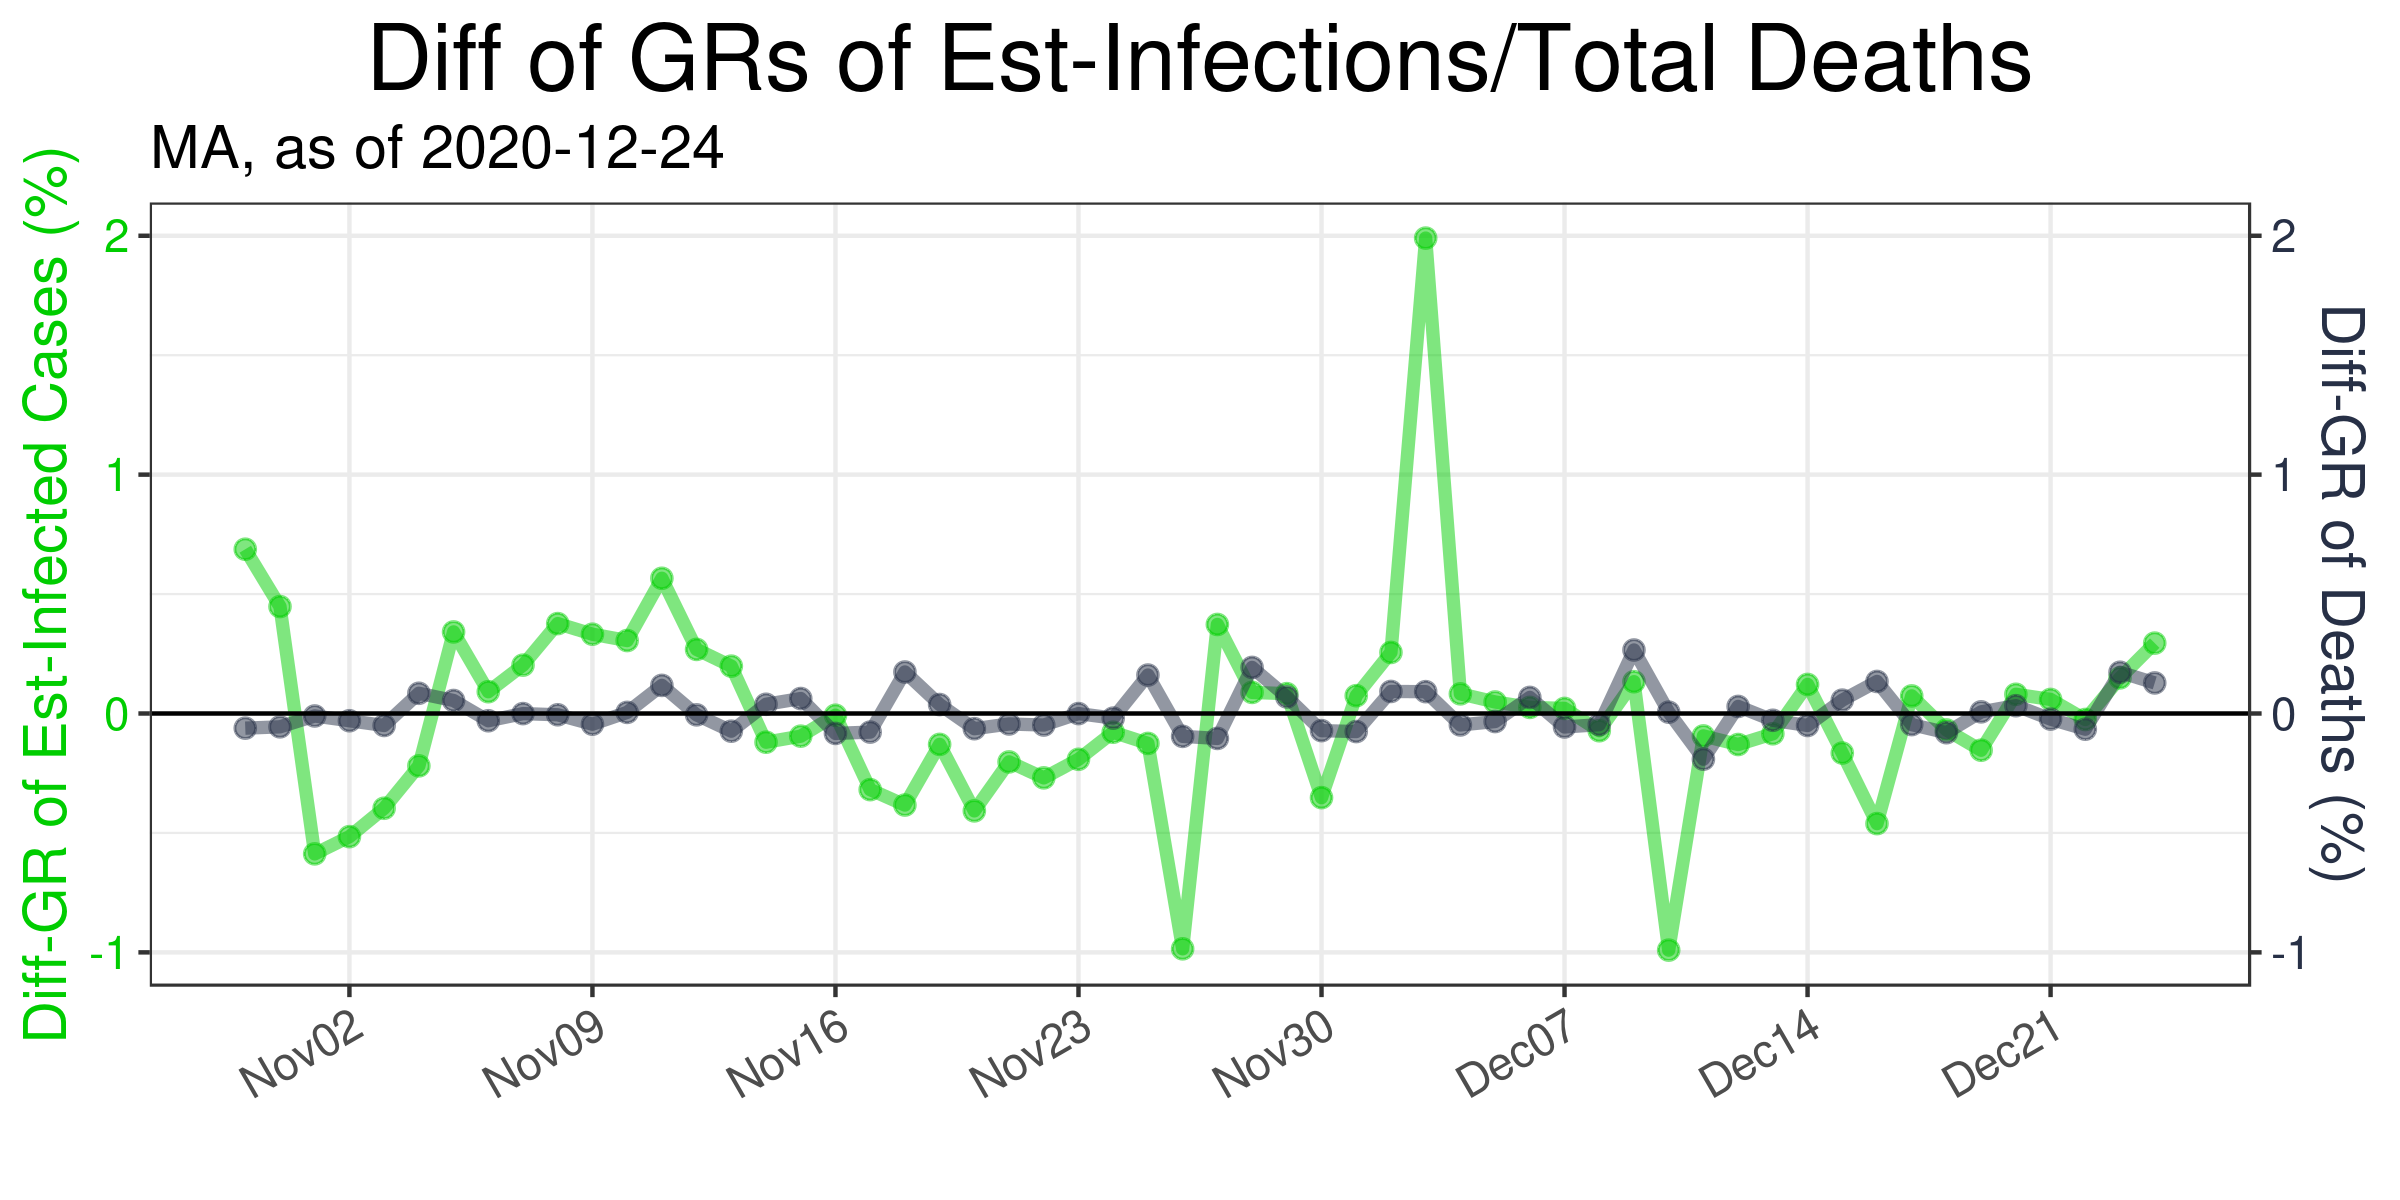 Diff of GRs of Est-Infections/Total Deaths
MA, as of 2020-12-24
Diff-GR of Est-Infected Cases (%)
2
1
0
-1
2
1
0
-1
Diff-GR of Deaths (%)
Nov02
Nov09
Nov16
Nov23
Nov30
Dec07
Dec14
Dec21